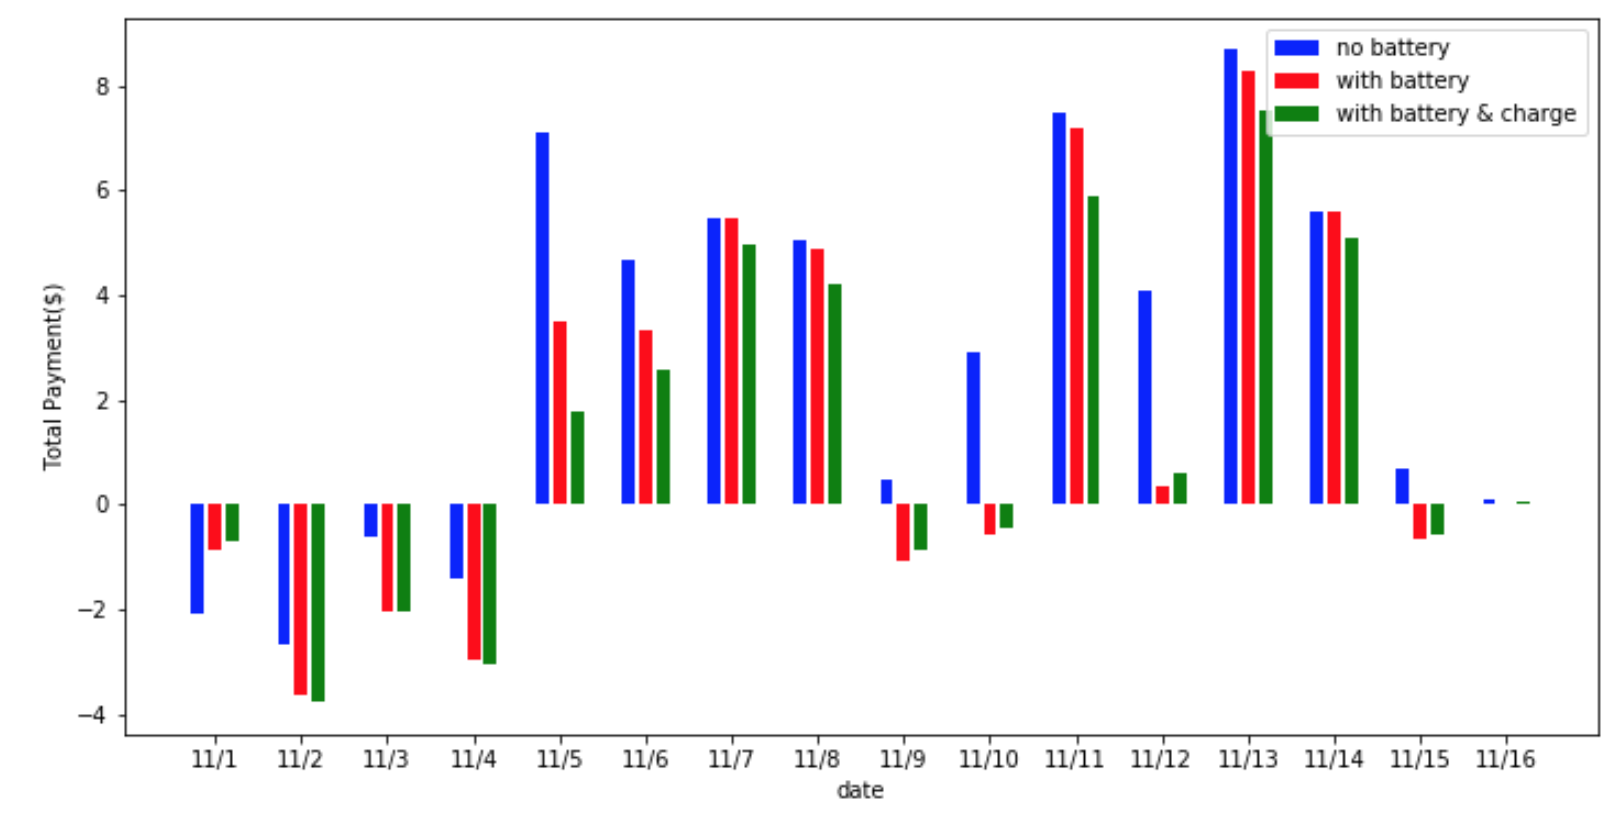 no battery
with battery
with battery & charge
8
6
4
2
0
−2
−4
Total Payment($)
11/1 11/2 11/3 11/4 11/5 11/6 11/7 11/8 11/9 11/10 11/11 11/12 11/13 11/14 11/15 11/16
date